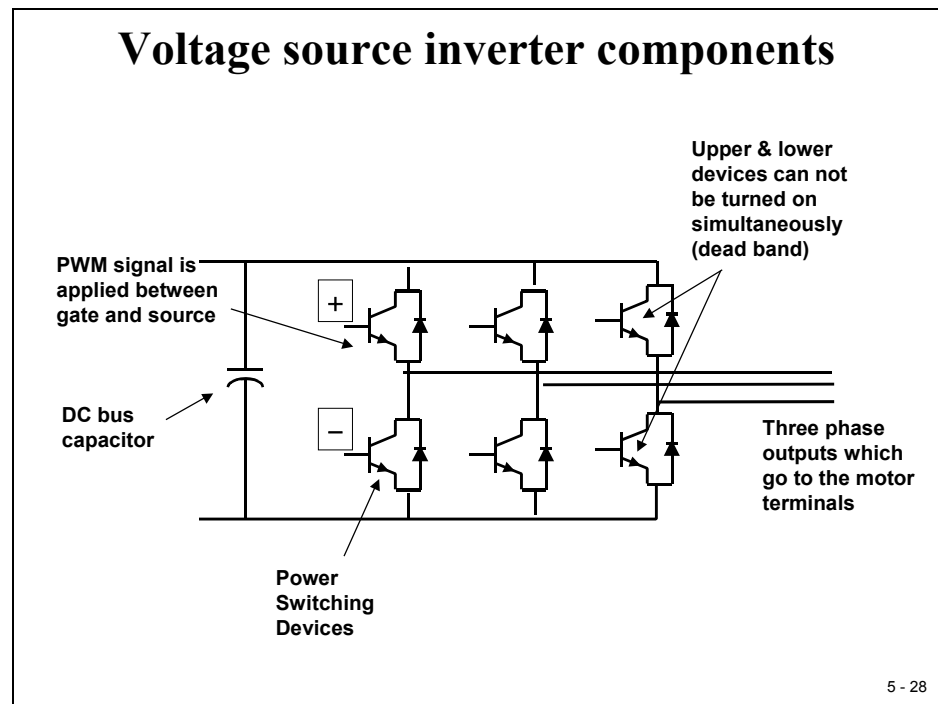 Voltage source inverter components
Upper & lower
devices can not
be turned on
simultaneously
(dead band)
PWM signal is
applied between
gate and source
+
DC bus
capacitor
−
Three phase
outputs which
go to the motor
terminals
Power
Switching
Devices
5 - 28